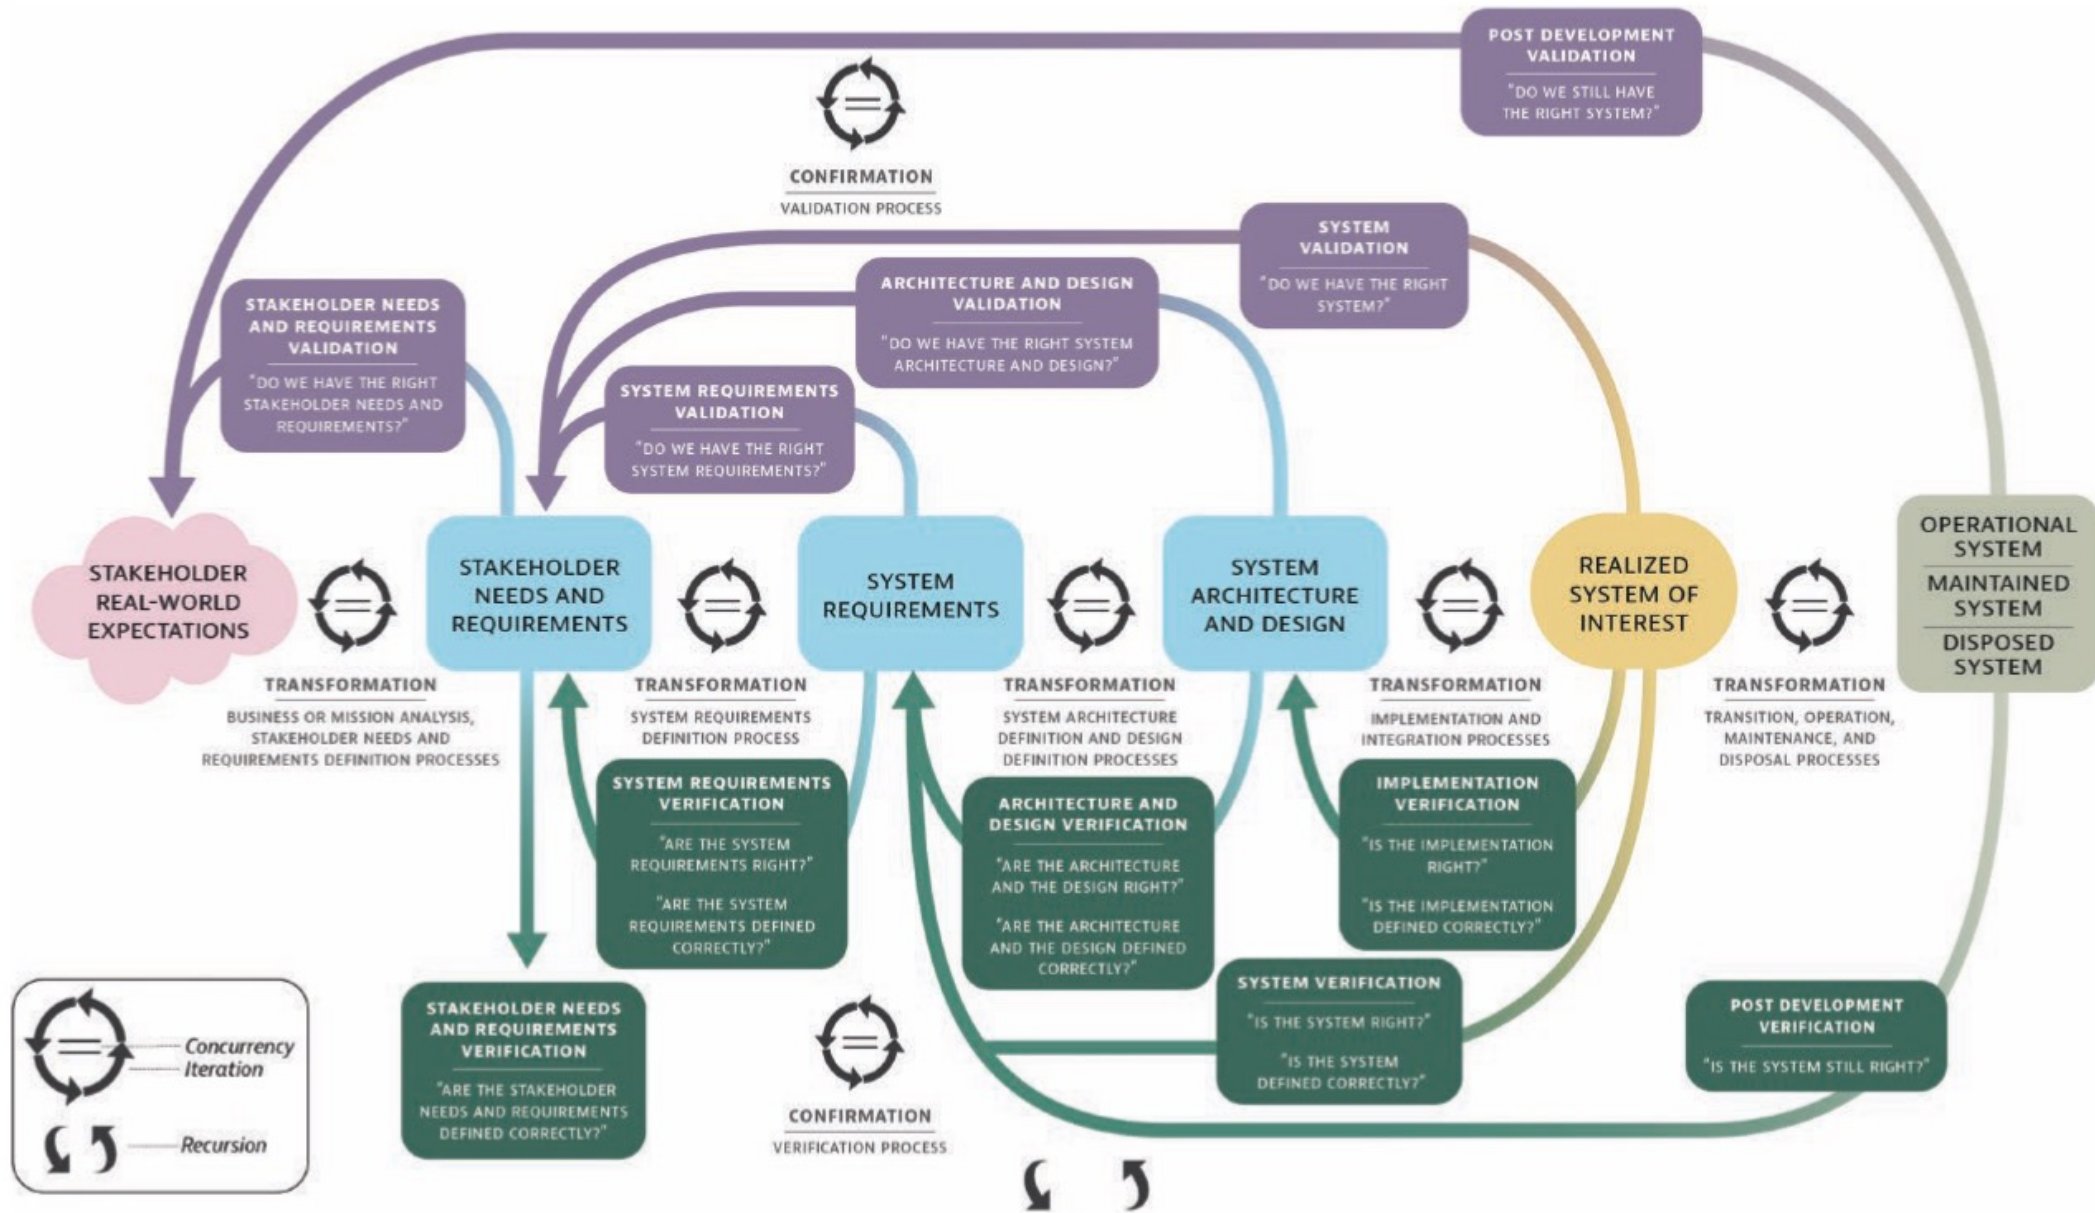 POST DEVELOPMENT
VALIDATION
"DO WE STILL HAVE
THE RIGHT SYSTEM?"
CONFIRMATION
VALIDATION PROCESS
SYSTEM
VALIDATION
"DO WE HAVE THE RIGHT
SYSTEM?"
ARCHITECTURE AND DESIGN
VALIDATION
"DO WE HAVE THE RIGHT SYSTEM
ARCHITECTURE AND DESIGN?"
STAKEHOLDER NEEDS
AND REQUIREMENTS
VALIDATION
"DO WE HAVE THE RIGHT
STAKEHOLDER NEEDS AND
REQUIREMENTS?"
SYSTEM REQUIREMENTS
VALIDATION
"DO WE HAVE THE RIGHT
SYSTEM REQUIREMENTS?"
STAKEHOLDER
REAL-WORLD
EXPECTATIONS
STAKEHOLDER
NEEDS AND
REQUIREMENTS
SYSTEM
REQUIREMENTS
SYSTEM
ARCHITECTURE
AND DESIGN
REALIZED
SYSTEM OF
INTEREST
OPERATIONAL
SYSTEM
MAINTAINED
SYSTEM
DISPOSED
SYSTEM
TRANSFORMATION
BUSINESS OR MISSION ANALYSIS,
STAKEHOLDER NEEDS AND
REQUIREMENTS DEFINITION PROCESSES
TRANSFORMATION
SYSTEM REQUIREMENTS
DEFINITION PROCESS
TRANSFORMATION
SYSTEM ARCHITECTURE
DEFINITION AND DESIGN
DEFINITION PROCESSES
TRANSFORMATION
IMPLEMENTATION AND
INTEGRATION PROCESSES
TRANSFORMATION
TRANSITION, OPERATION,
MAINTENANCE, AND
DISPOSAL PROCESSES
SYSTEM REQUIREMENTS
VERIFICATION
"ARE THE SYSTEM
REQUIREMENTS RIGHT?"
"ARE THE SYSTEM
REQUIREMENTS DEFINED
CORRECTLY?"
ARCHITECTURE AND
DESIGN VERIFICATION
"ARE THE ARCHITECTURE
AND THE DESIGN RIGHT?"
"ARE THE ARCHITECTURE
AND THE DESIGN DEFINED
CORRECTLY?"
IMPLEMENTATION
VERIFICATION
"IS THE IMPLEMENTATION
RIGHT?"
"IS THE IMPLEMENTATION
DEFINED CORRECTLY?"
SYSTEM VERIFICATION
"IS THE SYSTEM RIGHT?"
"IS THE SYSTEM
DEFINED CORRECTLY?"
POST DEVELOPMENT
VERIFICATION
"IS THE SYSTEM STILL RIGHT?"
STAKEHOLDER NEEDS
AND REQUIREMENTS
VERIFICATION
"ARE THE STAKEHOLDER
NEEDS AND REQUIREMENTS
DEFINED CORRECTLY?"
CONFIRMATION
VERIFICATION PROCESS
Concurrency
Iteration
Recursion